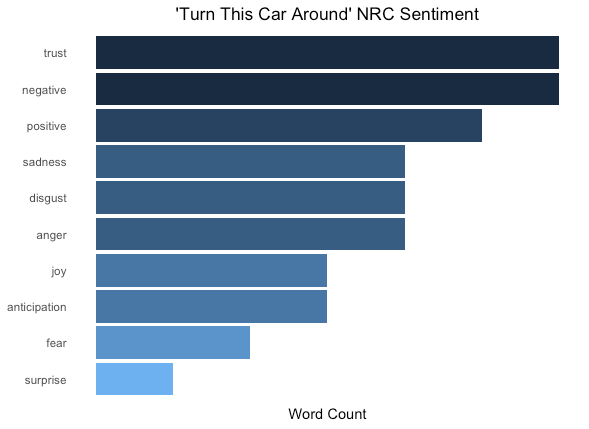 'Turn This Car Around' NRC Sentiment
trust
negative
positive
sadness
disgust
anger
joy
anticipation
fear
surprise
Word Count